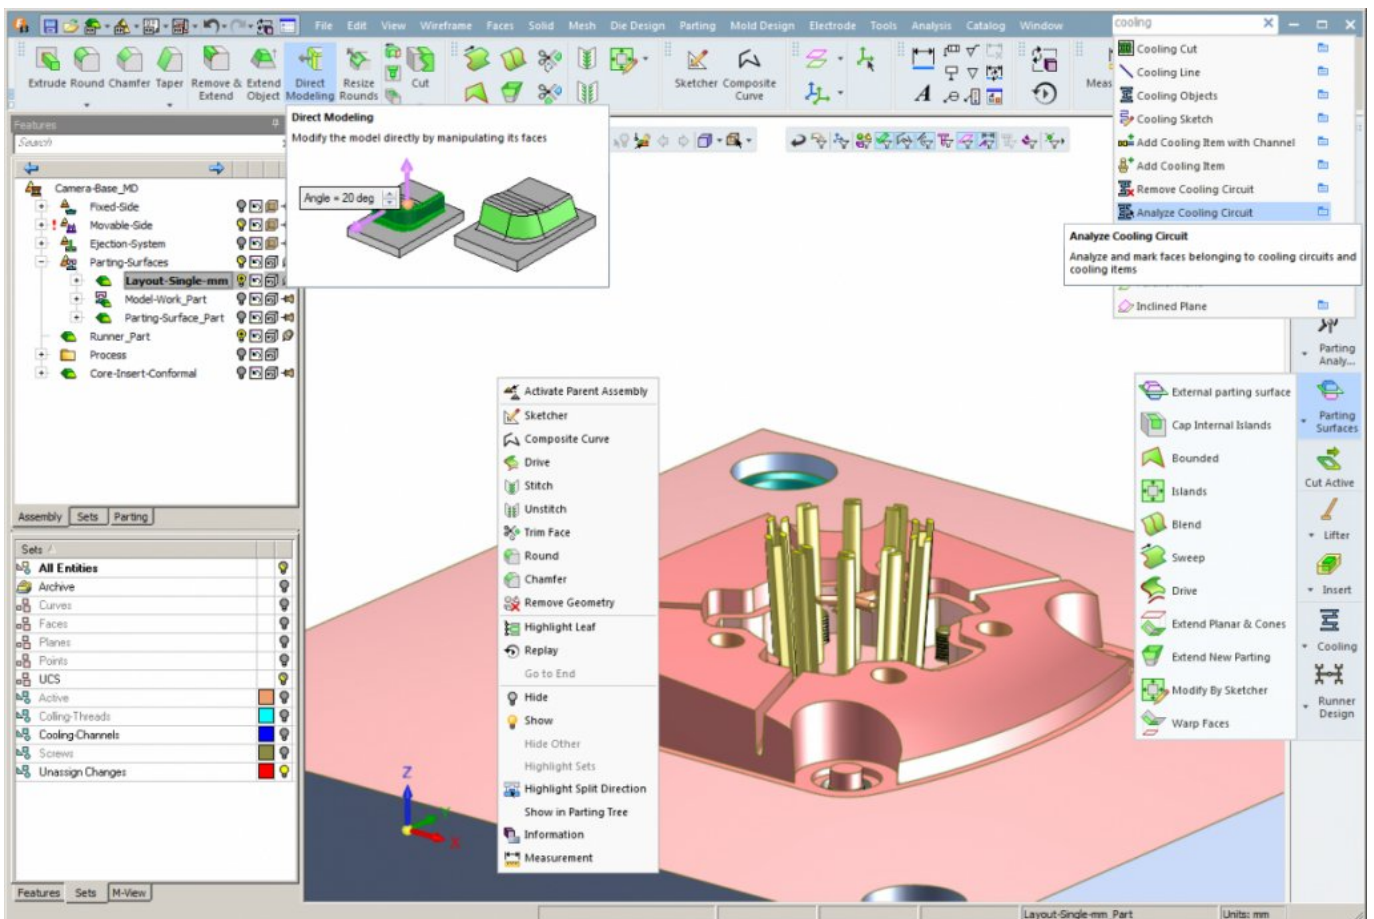 File Edit View Wireframe Faces Solid Mesh Die Design Parting Mold Design Electrode Tools Analysis Catalog Window
cooling
Extrude Round Chamfer Taper Remove & Extend Extend Object Direct Modeling Resize Rounds Cut Sketcher Composite Curve
Direct Modeling
Modify the model directly by manipulating its faces
Angle = 20 deg
Cooling Cut
Cooling Line
Cooling Objects
Cooling Sketch
Add Cooling Item with Channel
Add Cooling Item
Remove Cooling Circuit
Analyze Cooling Circuit
Analyze Cooling Circuit
Analyze and mark faces belonging to cooling circuits and
cooling items
Inclined Plane
Features
Search
Camera-Base_MD
Fixed-Side
Movable-Side
Ejection-System
Parting-Surfaces
Layout-Single-mm
Model-Work_Part
Parting-Surface_Part
Runner_Part
Process
Core-Insert-Conformal
Assembly Sets Parting
Sets
All Entities
Archive
Curves
Faces
Planes
Points
UCS
Active
Colling-Threads
Cooling-Channels
Screws
Unassign Changes
Features Sets M-View
Activate Parent Assembly
Sketcher
Composite Curve
Drive
Stitch
Unstitch
Trim Face
Round
Chamfer
Remove Geometry
Highlight Leaf
Replay
Go to End
Hide
Show
Hide Other
Highlight Sets
Highlight Split Direction
Show in Parting Tree
Information
Measurement
Z
X
External parting surface
Cap Internal Islands
Bounded
Islands
Blend
Sweep
Drive
Extend Planar & Cones
Extend New Parting
Modify By Sketcher
Warp Faces
Parting
Analy...
Parting
Surfaces
Cut Active
Lifter
Insert
Cooling
Runner
Design
Layout-Single-mm_Part
Units: mm